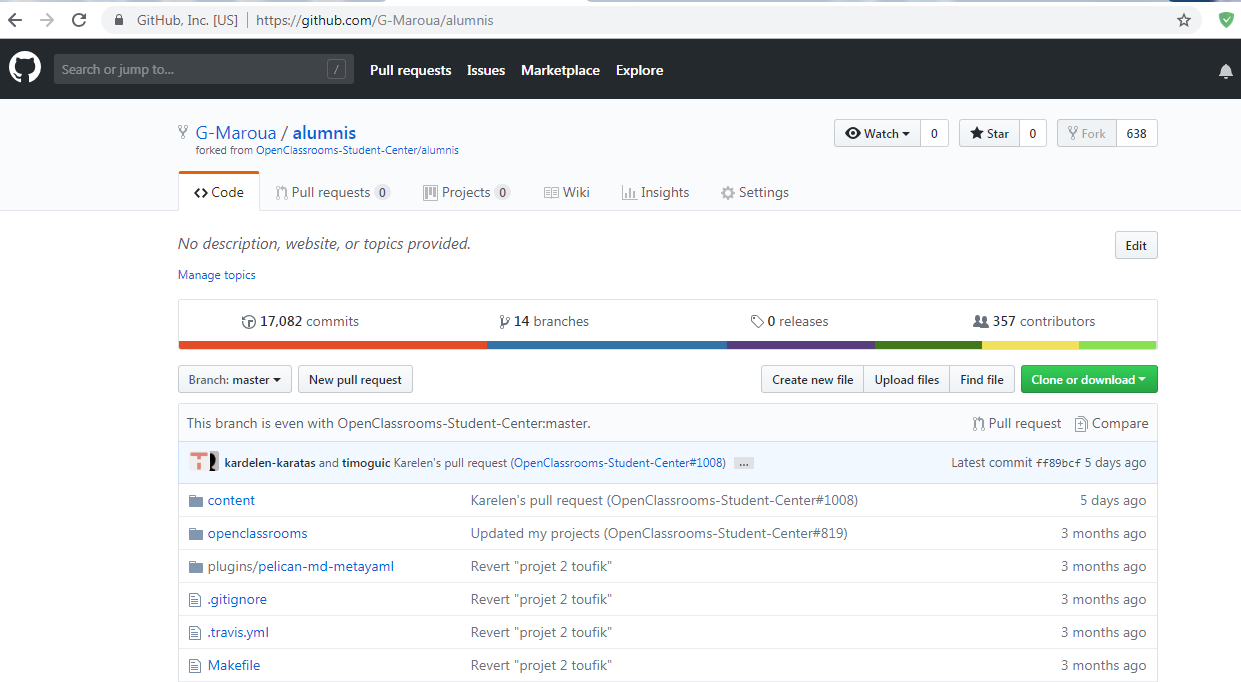 GitHub, Inc. [US] https://github.com/G-Maroua/alumnis
Search or jump to... / Pull requests Issues Marketplace Explore
G-Maroua / alumnis Watch 0 Star 0 Fork 638
forked from OpenClassrooms-Student-Center/alumnis
<> Code Pull requests 0 Projects 0 Wiki Insights Settings
No description, website, or topics provided. Edit
Manage topics
17,082 commits 14 branches 0 releases 357 contributors
Branch: master New pull request Create new file Upload files Find file Clone or download
This branch is even with OpenClassrooms-Student-Center:master. Pull request Compare
kardelen-karatas and timoguic Karelen's pull request (OpenClassrooms-Student-Center#1008) ... Latest commit ff89bcf 5 days ago
content Karelen's pull request (OpenClassrooms-Student-Center#1008) 5 days ago
openclassrooms Updated my projects (OpenClassrooms-Student-Center#819) 3 months ago
plugins/pelican-md-metayaml Revert "projet 2 toufik" 3 months ago
.gitignore Revert "projet 2 toufik" 3 months ago
.travis.yml Revert "projet 2 toufik" 3 months ago
Makefile Revert "projet 2 toufik" 3 months ago